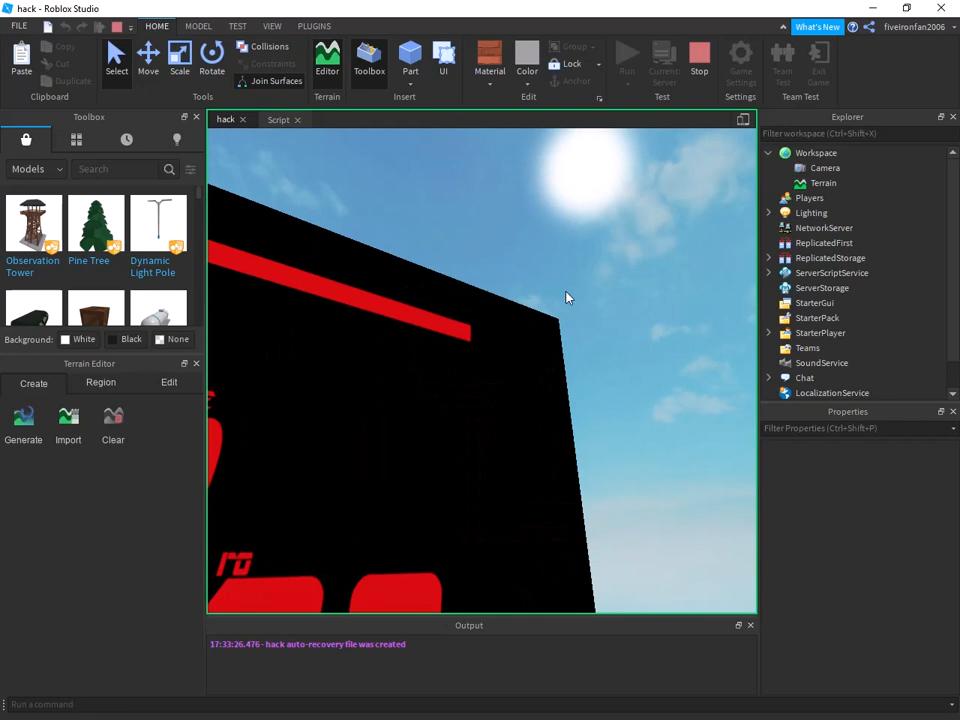 hack - Roblox Studio
FILE HOME MODEL TEST VIEW PLUGINS What's New fiveironfan2006
Paste Copy Cut Duplicate Select Move Scale Rotate Collisions Constraints Join Surfaces Editor Toolbox Part UI Material Color Group Lock Anchor Run Current: Server Stop Game Settings Team Test Exit Game
Clipboard Tools Terrain Insert Edit Test Settings Team Test
Toolbox
Models Search
Observation Tower
Pine Tree
Dynamic Light Pole
Background: White Black None
Terrain Editor
Create Region Edit
Generate Import Clear
hack Script
Output
17:33:26.476 - hack auto-recovery file was created
Explorer
Filter workspace (Ctrl+Shift+X)
Workspace
Camera
Terrain
Players
Lighting
NetworkServer
ReplicatedFirst
ReplicatedStorage
ServerScriptService
ServerStorage
StarterGui
StarterPack
StarterPlayer
Teams
SoundService
Chat
LocalizationService
Properties
Filter Properties (Ctrl+Shift+P)
Run a command